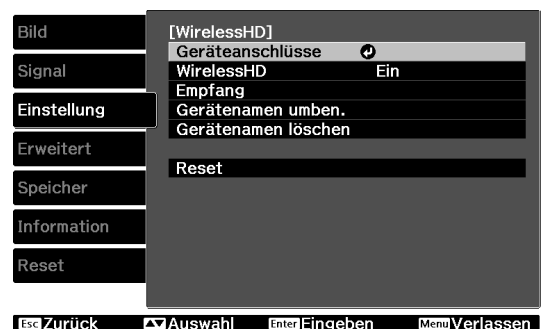 Bild
Signal
Einstellung
Erweitert
Speicher
Information
Reset
[WirelessHD]
Geräteanschlüsse
WirelessHD Ein
Empfang
Gerätenamen umben.
Gerätenamen löschen
Reset
Esc Zurück Auswahl Enter Eingeben Menu Verlassen